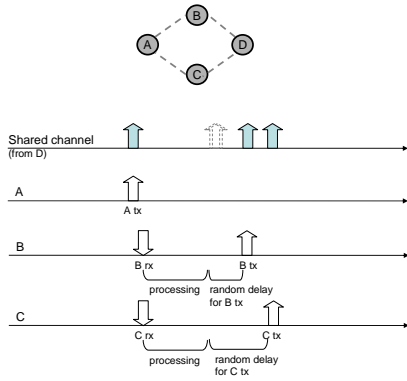 B
A
D
C
Shared channel
(from D)
A
A tx
B
B rx
B tx
processing
random delay
for B tx
C
C rx
C tx
processing
random delay
for C tx